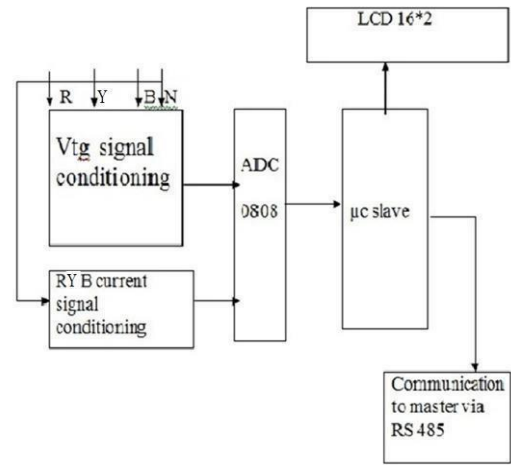 LCD 16*2
R Y B N
Vtg signal
conditioning
ADC
0808
µc slave
RY B current
signal
conditioning
Communication
to master via
RS 485